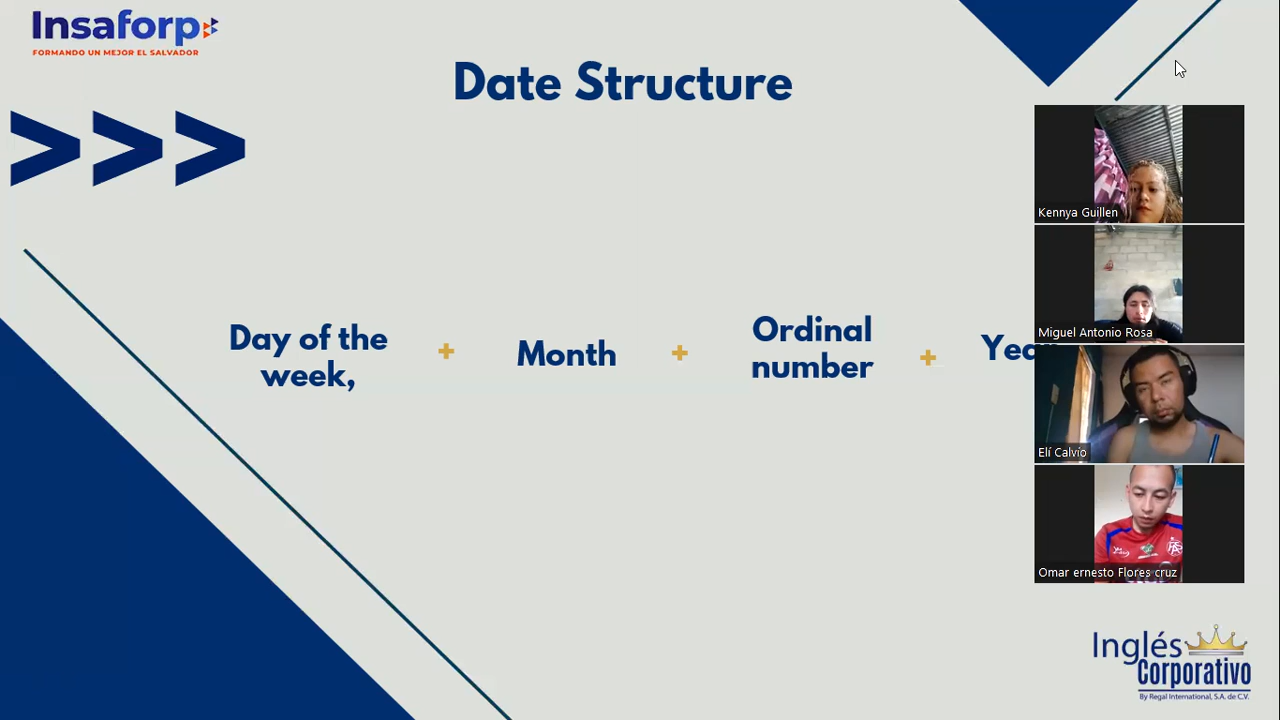 Insaforp
FORMANDO UN MEJOR EL SALVADOR
Date Structure
>>>
Day of the
week,
+
Month
+
Ordinal
number
+
Kennya Guillen
Miguel Antonio Rosa
Elí Calvío
Omar ernesto Flores cruz
Inglés
Corporativo
By Regal International, S.A. de C.V.